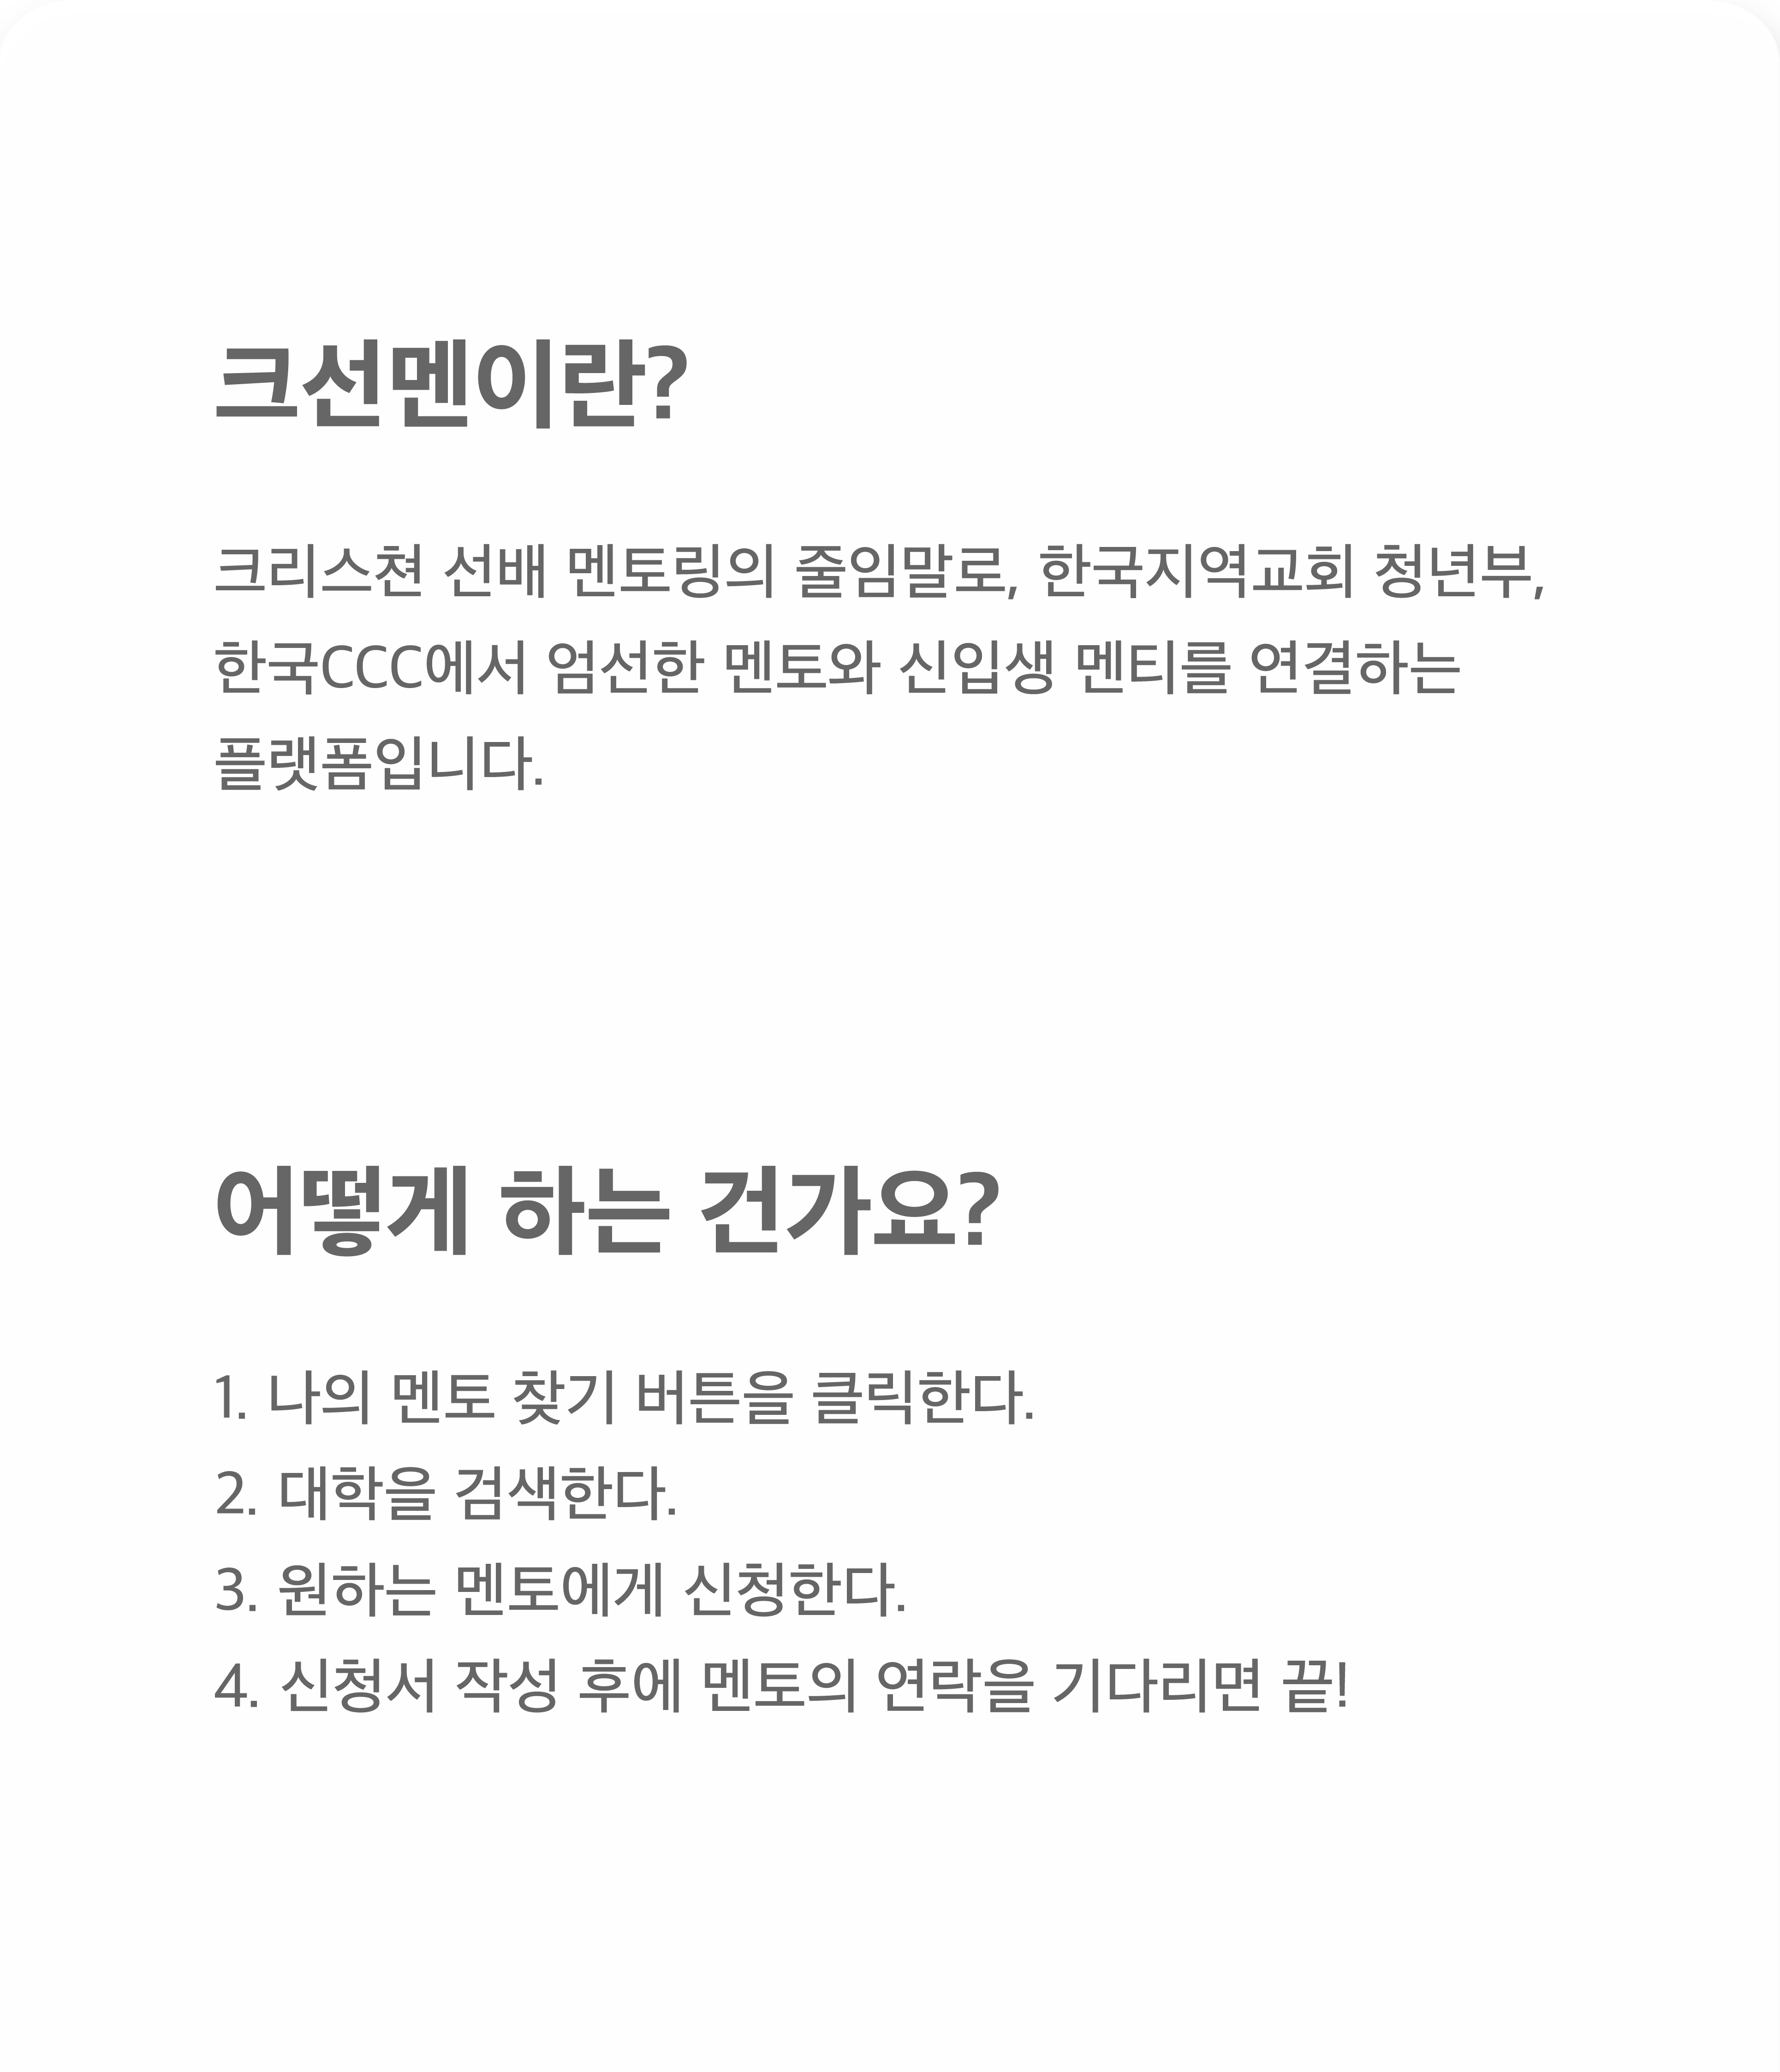 크선멘이란?
크리스쳔 선배 멘토링의 줄임말로, 한국지역교회 청년부,
한국CCC에서 엄선한 멘토와 신입생 멘티를 연결하는
플랫폼입니다.
어떻게 하는 건가요?
1. 나의 멘토 찾기 버튼을 클릭한다.
2. 대학을 검색한다.
3. 원하는 멘토에게 신청한다.
4. 신청서 작성 후에 멘토의 연락을 기다리면 끝!